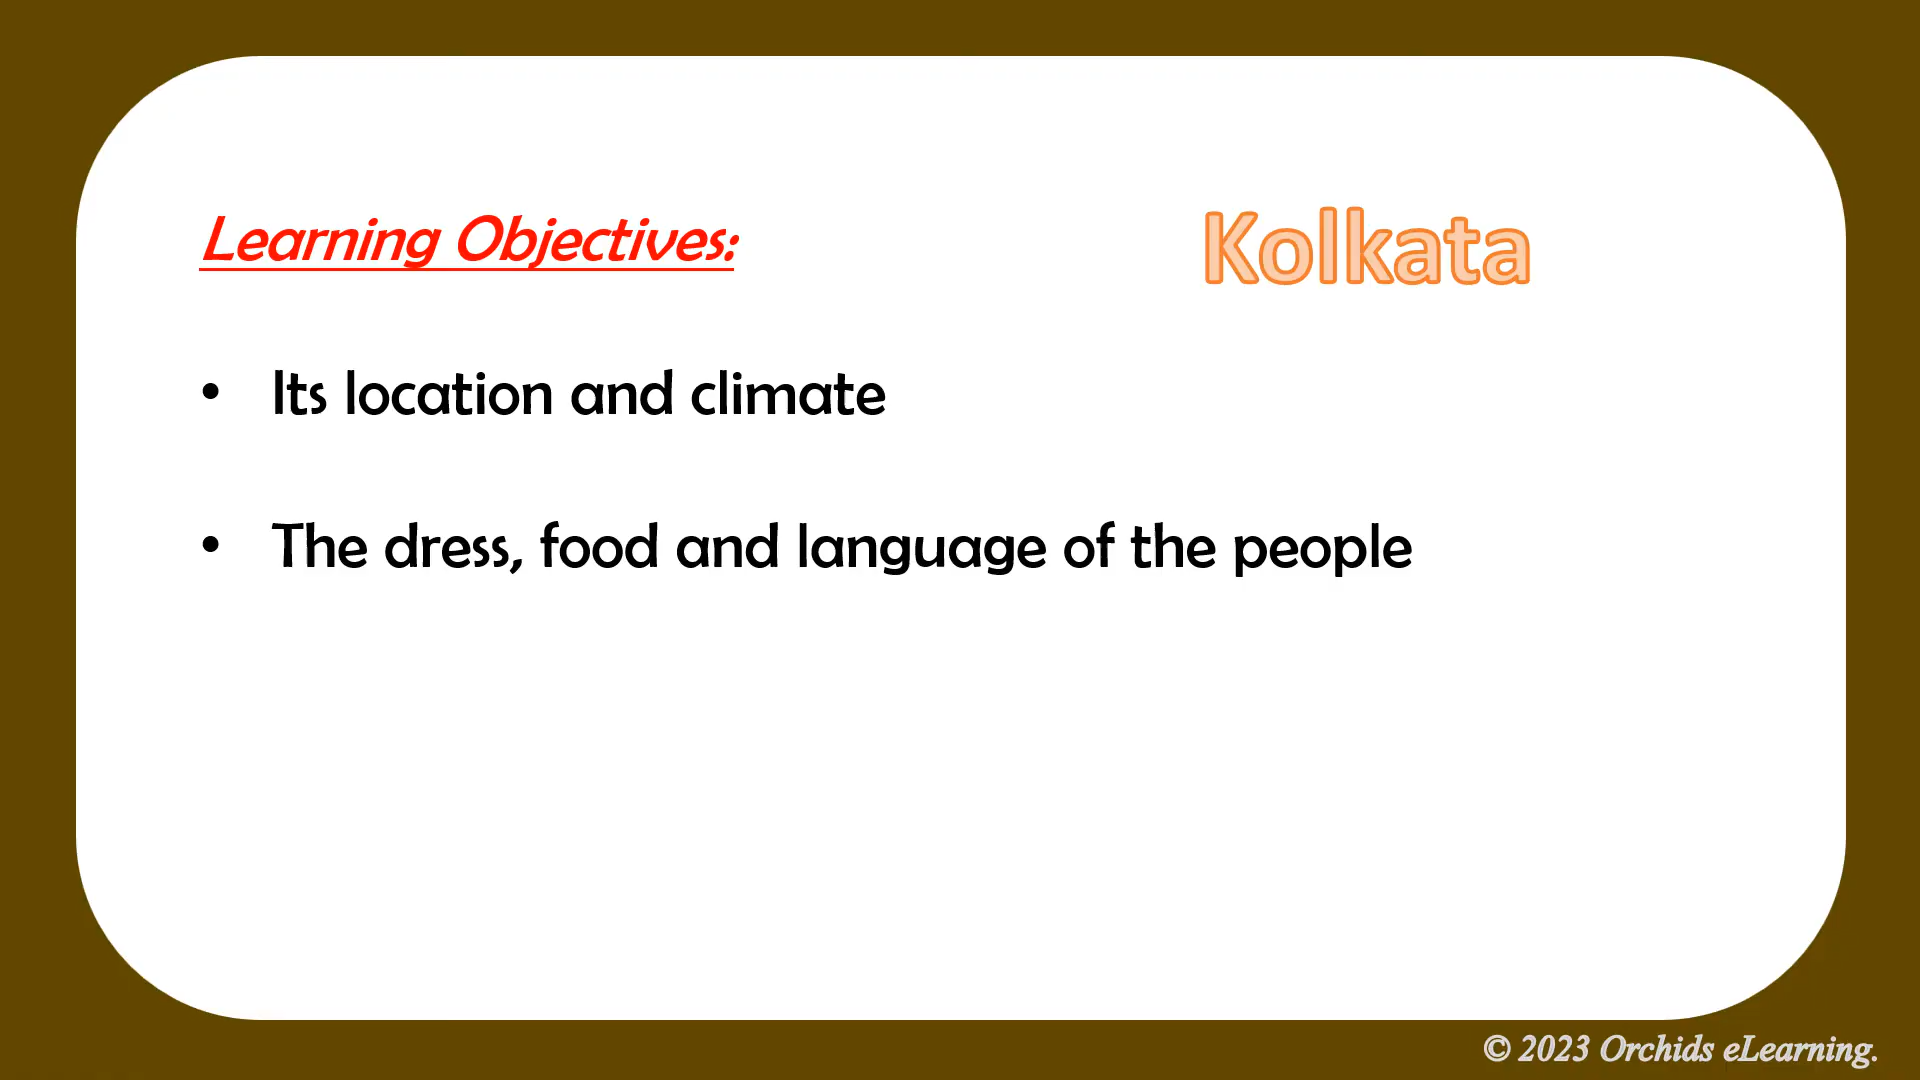 Learning Objectives:
Kolkata
• Its location and climate
• The dress, food and language of the people
© 2023 Orchids eLearning.